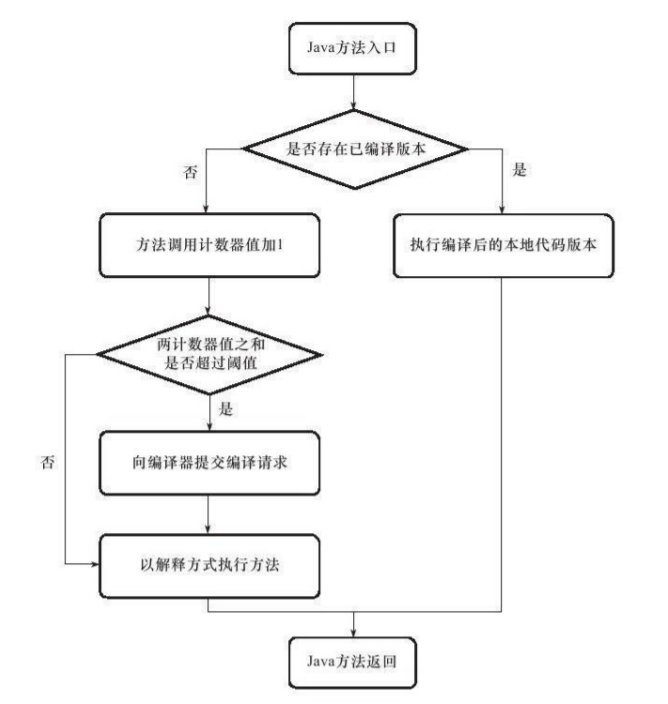 Java方法入口
是否存在已编译版本
否
是
方法调用计数器值加1
执行编译后的本地代码版本
两计数器值之和
是否超过阈值
是
否
向编译器提交编译请求
以解释方式执行方法
Java方法返回